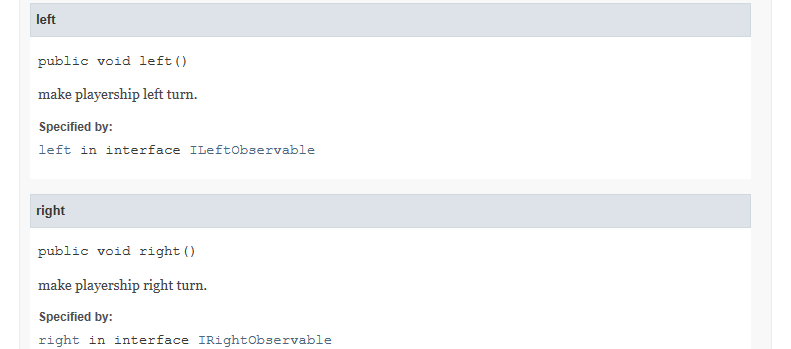 left
public void left()
make playership left turn.
Specified by:
left in interface ILeftObservable
right
public void right()
make playership right turn.
Specified by:
right in interface IRightObservable